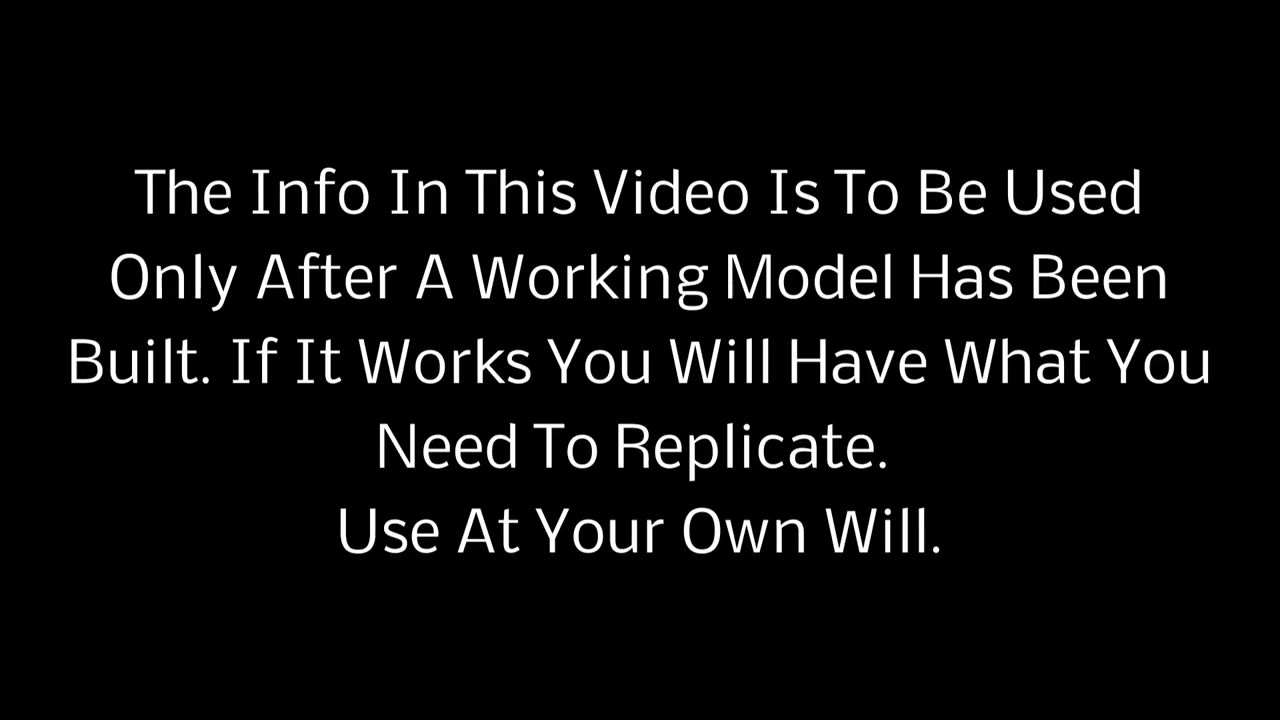 The Info In This Video Is To Be Used
Only After A Working Model Has Been
Built. If It Works You Will Have What You
Need To Replicate.
Use At Your Own Will.